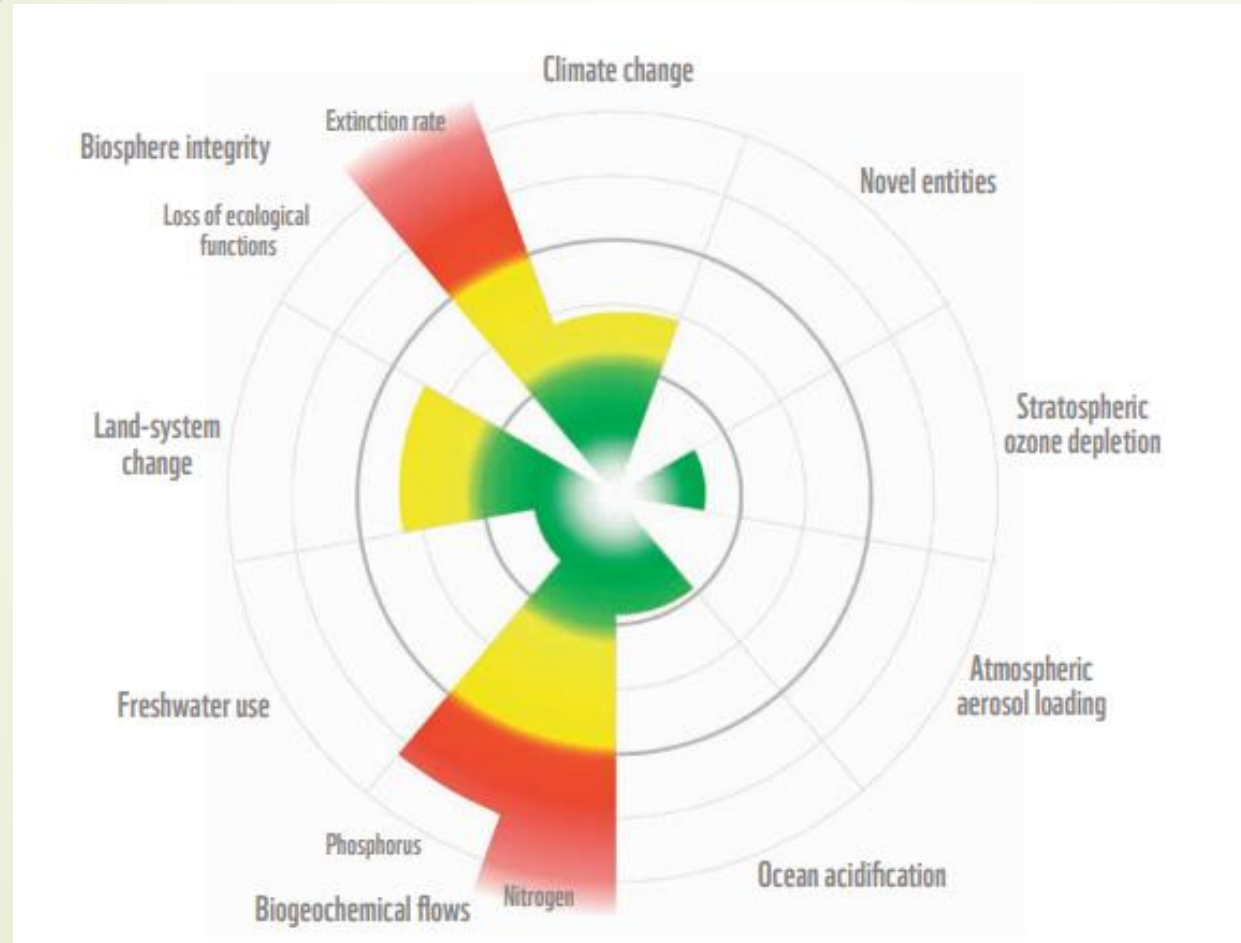 Climate change
Extinction rate
Biosphere integrity
Novel entities
Loss of ecological
functions
Stratospheric
ozone depletion
Land-system
change
Atmospheric
aerosol loading
Freshwater use
Phosphorus
Ocean acidification
Nitrogen
Biogeochemical flows